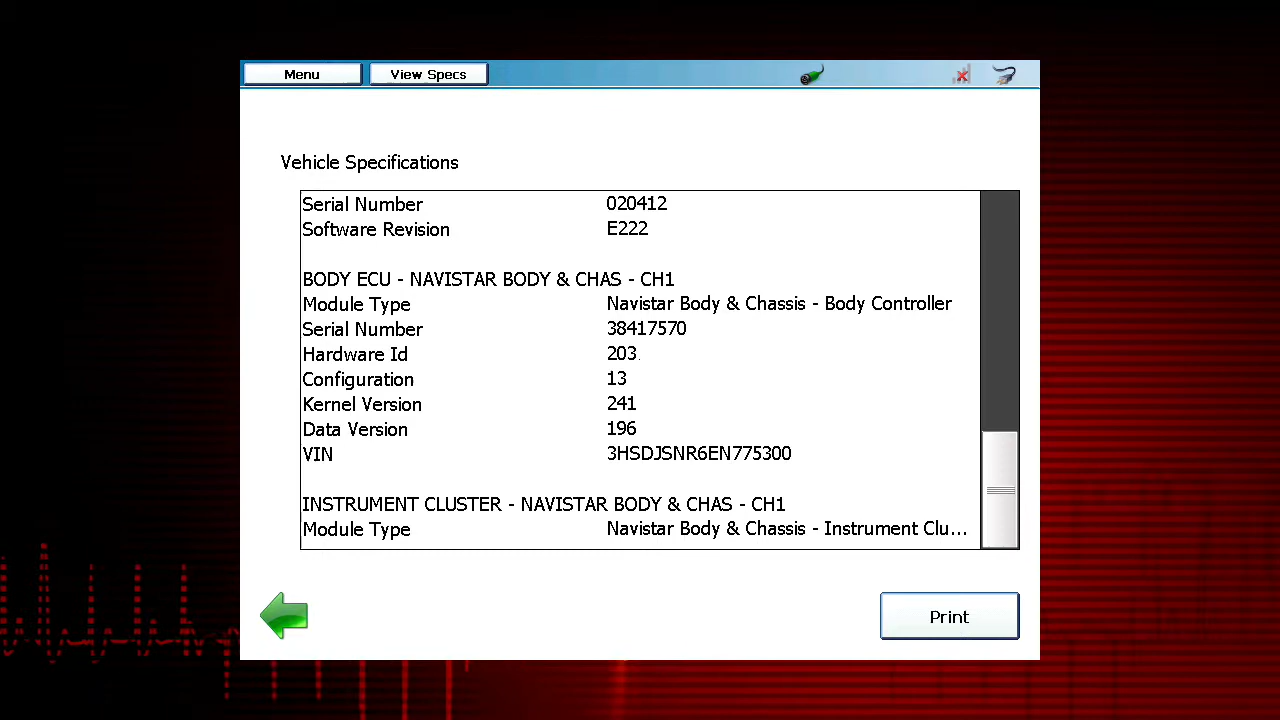 Menu View Specs
Vehicle Specifications
Serial Number 020412
Software Revision E222
BODY ECU - NAVISTAR BODY & CHAS - CH1
Module Type Navistar Body & Chassis - Body Controller
Serial Number 38417570
Hardware Id 203.
Configuration 13
Kernel Version 241
Data Version 196
VIN 3HSDJSNR6EN775300
INSTRUMENT CLUSTER - NAVISTAR BODY & CHAS - CH1
Module Type Navistar Body & Chassis - Instrument Clu...
Print